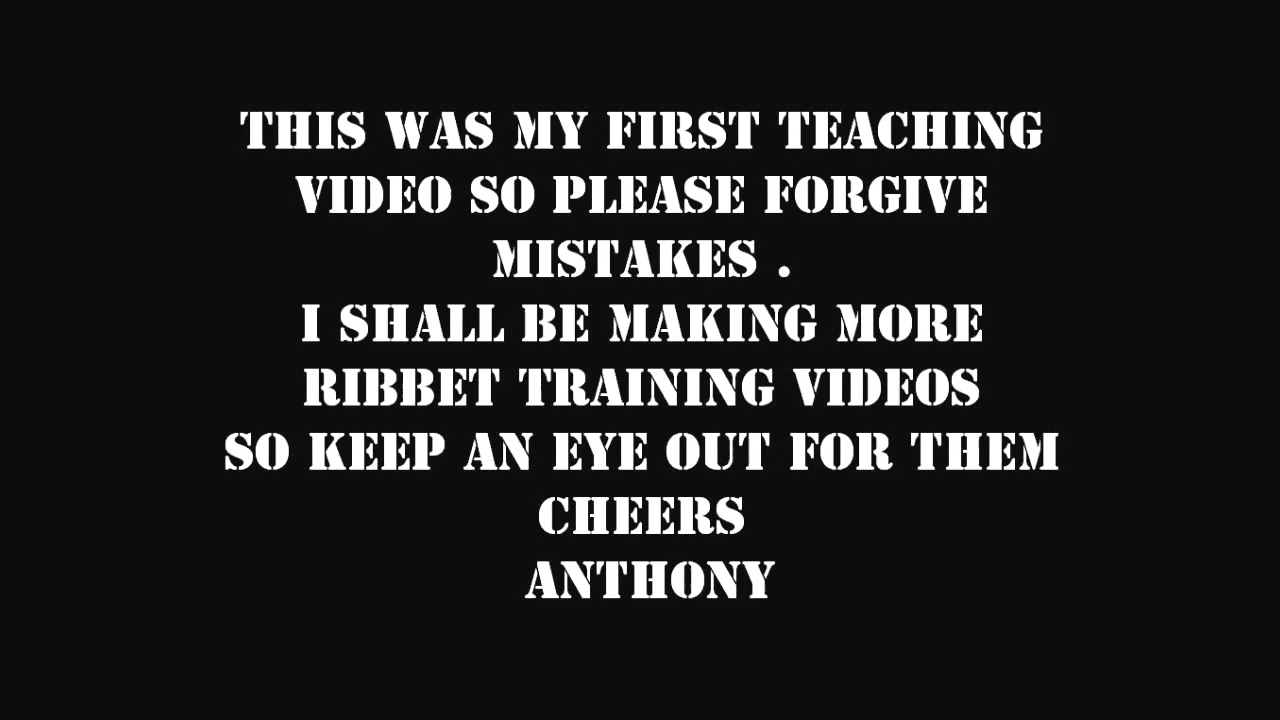 THIS WAS MY FIRST TEACHING
VIDEO SO PLEASE FORGIVE
MISTAKES .
I SHALL BE MAKING MORE
RIBBET TRAINING VIDEOS
SO KEEP AN EYE OUT FOR THEM
CHEERS
ANTHONY